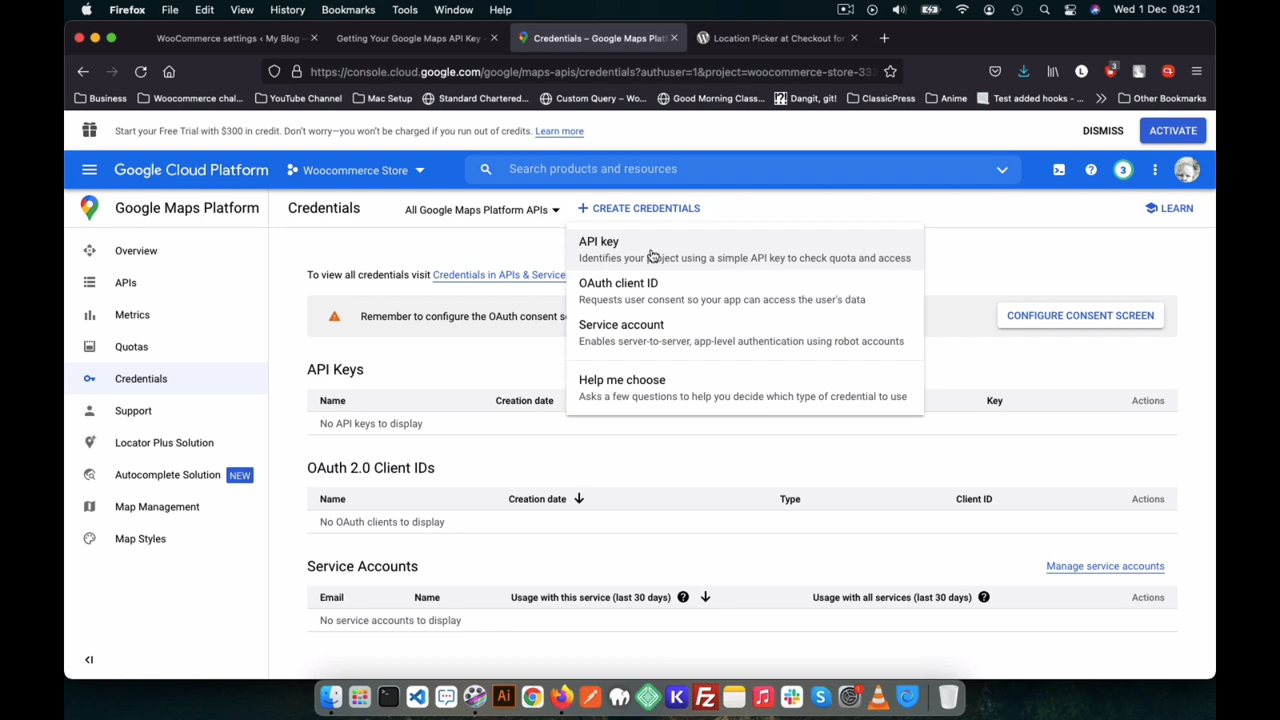 Firefox File Edit View History Bookmarks Tools Window Help Wed 1 Dec 08:21
WooCommerce settings ‹ My Blog – Getting Your Google Maps API Key – Credentials – Google Maps Plat Location Picker at Checkout for
https://console.cloud.google.com/google/maps-apis/credentials?authuser=1&project=woocommerce-store-33 3
Business Woocommerce chal... YouTube Channel Mac Setup Standard Chartered... Custom Query – Wo... Good Morning Class... Dangit, git! ClassicPress Anime Test added hooks - ... Other Bookmarks
Start your Free Trial with $300 in credit. Don't worry—you won't be charged if you run out of credits. Learn more DISMISS ACTIVATE
Google Cloud Platform Woocommerce Store Search products and resources 3
Google Maps Platform Credentials All Google Maps Platform APIs + CREATE CREDENTIALS LEARN
API key
Overview
Identifies your project using a simple API key to check quota and access
To view all credentials visit Credentials in APIs & Service
APIs
OAuth client ID
Requests user consent so your app can access the user's data
Metrics
Remember to configure the OAuth consent s
CONFIGURE CONSENT SCREEN
Service account
Enables server-to-server, app-level authentication using robot accounts
Quotas
API Keys
Credentials
Help me choose
Asks a few questions to help you decide which type of credential to use
Name Creation date Key Actions
Support
No API keys to display
Locator Plus Solution
OAuth 2.0 Client IDs
Autocomplete Solution NEW
Name Creation date Type Client ID Actions
Map Management
No OAuth clients to display
Map Styles
Service Accounts Manage service accounts
Email Name Usage with this service (last 30 days) Usage with all services (last 30 days) Actions
No service accounts to display
Ai K Fz S